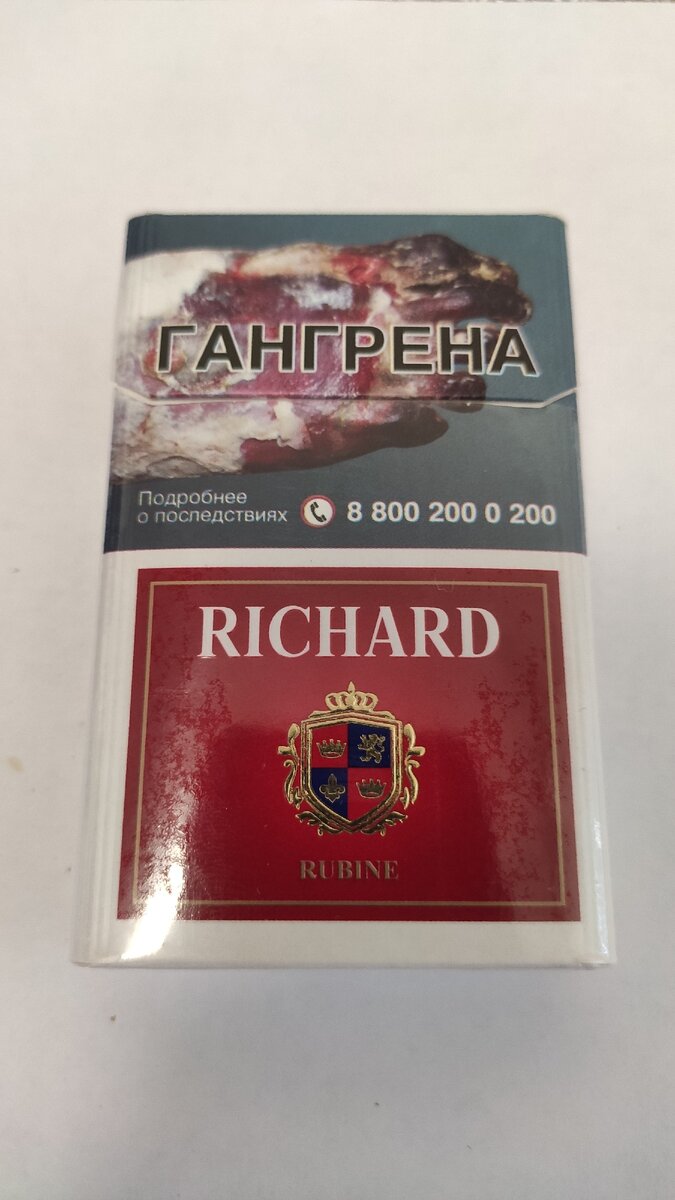 ГАНГРЕНА
Подробнее
о последствиях
8 800 200 0 200
RICHARD
RUBINE